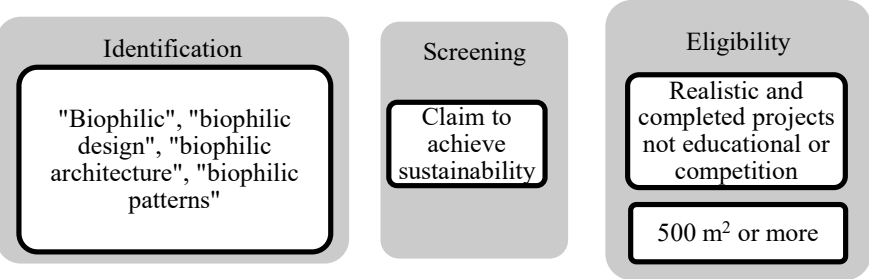 Identification
"Biophilic", "biophilic
design", "biophilic
architecture", "biophilic
patterns"
Screening
Claim to
achieve
sustainability
Eligibility
Realistic and
completed projects
not educational or
competition
500 m² or more